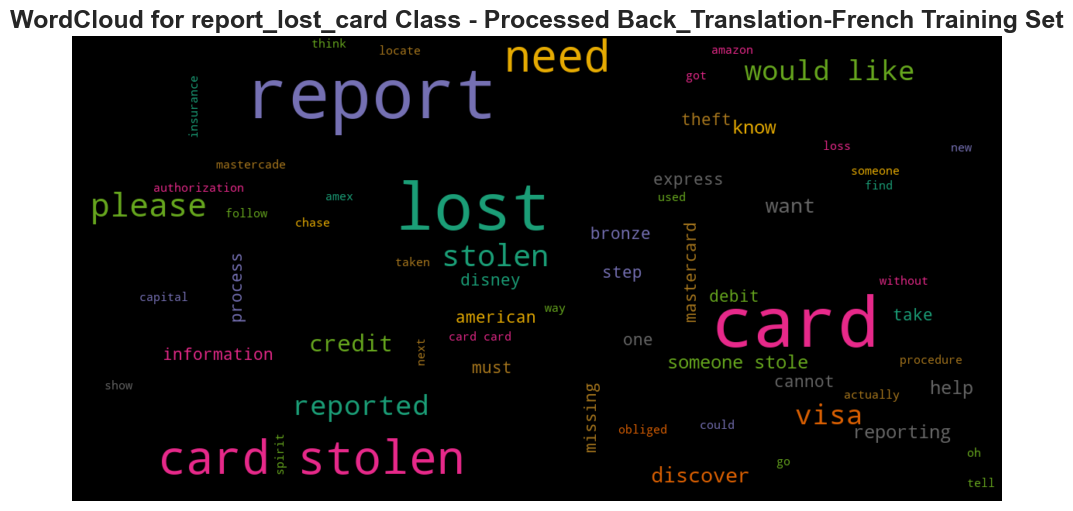 WordCloud for report_lost_card Class - Processed Back_Translation-French Training Set
think
locate
need
amazon
got
would like
report
insurance
theft
know
loss
new
mastercade
authorization
amex
please
follow
chase
lost
express
used
someone
find
want
bronze
stolen
taken
disney
step
mastercard
process
capital
way
american
card card
debit
without
card
take
information
credit
next
must
one
someone stole
procedure
cannot
show
reported
missing
actually
help
visa
obliged
could
reporting
card stolen
spirit
discover
go
oh
tell